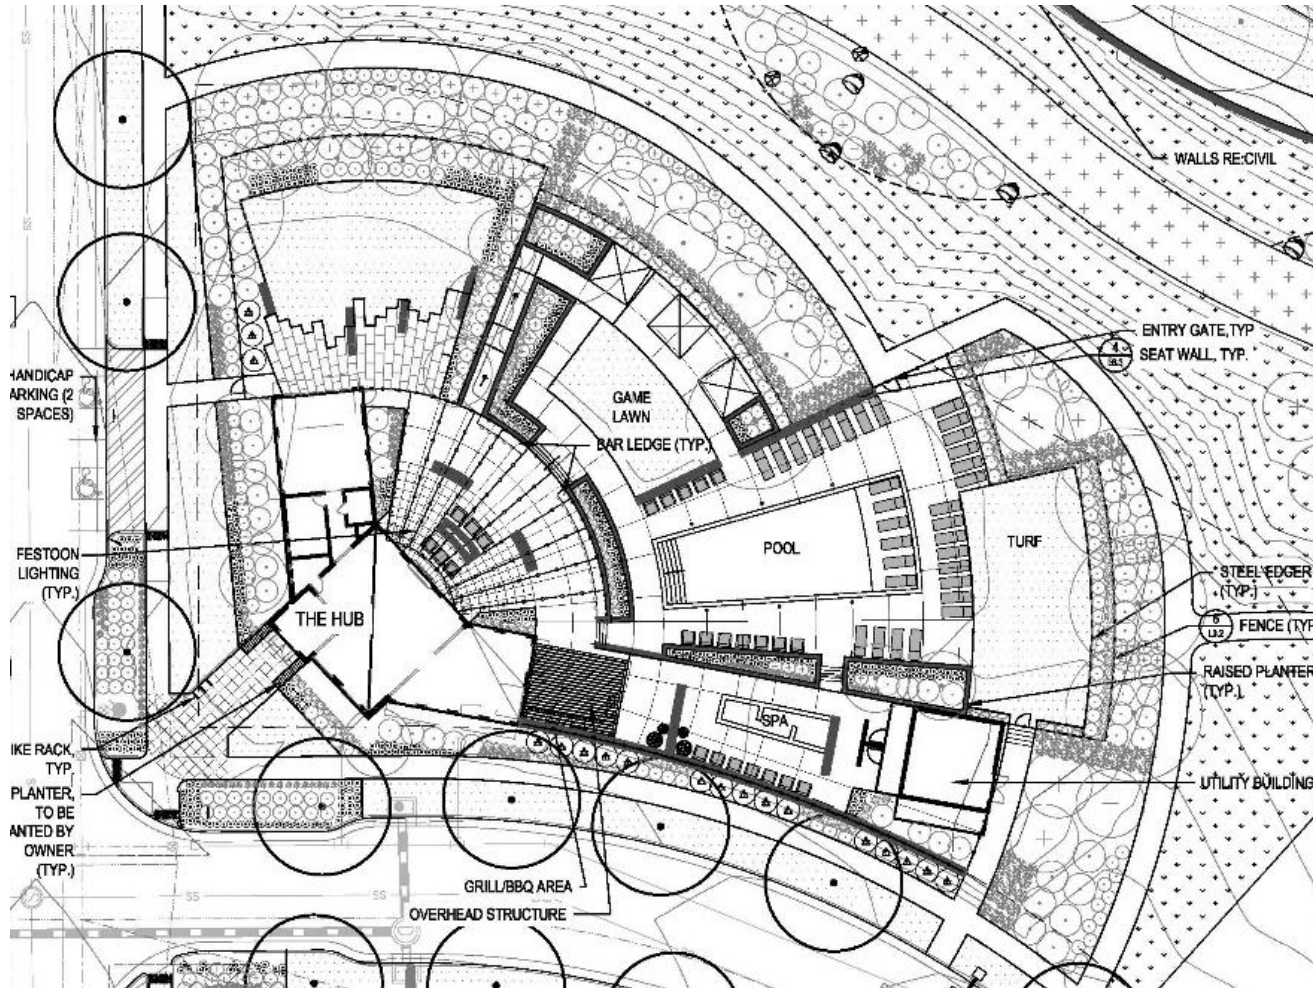 WALLS RE:CIVIL
ENTRY GATE,TYP
4
SEAT WALL, TYP.
HANDICAP
ARKING (2
SPACES)
GAME
LAWN
BAR LEDGE (TYP.)
POOL
TURF
FESTOON
LIGHTING
(TYP.)
THE HUB
STEEL EDGER
(TYP.)
6
L9.2
FENCE (TYP
RAISED PLANTER
(TYP.)
SPA
IKE RACK,
TYP.
UTILITY BUILDING
PLANTER,
TO BE
ANTED BY
OWNER
(TYP.)
GRILL/BBQ AREA
OVERHEAD STRUCTURE
SS
SS
SS